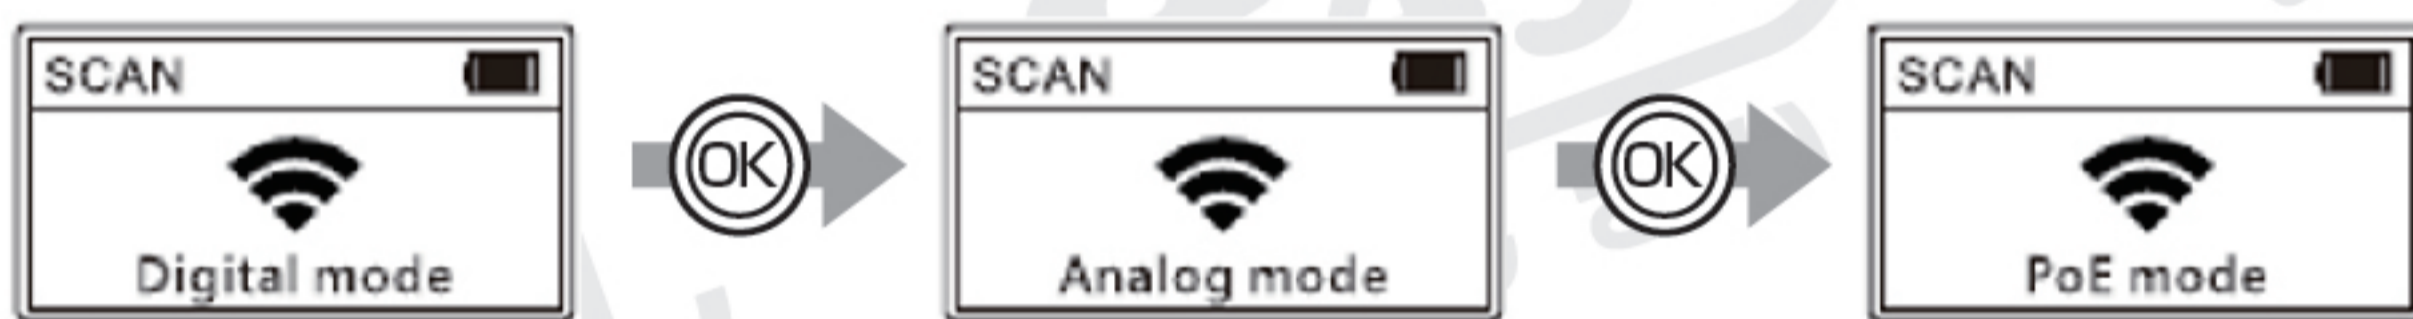 SCAN
Digital mode
OK
SCAN
Analog mode
OK
SCAN
PoE mode